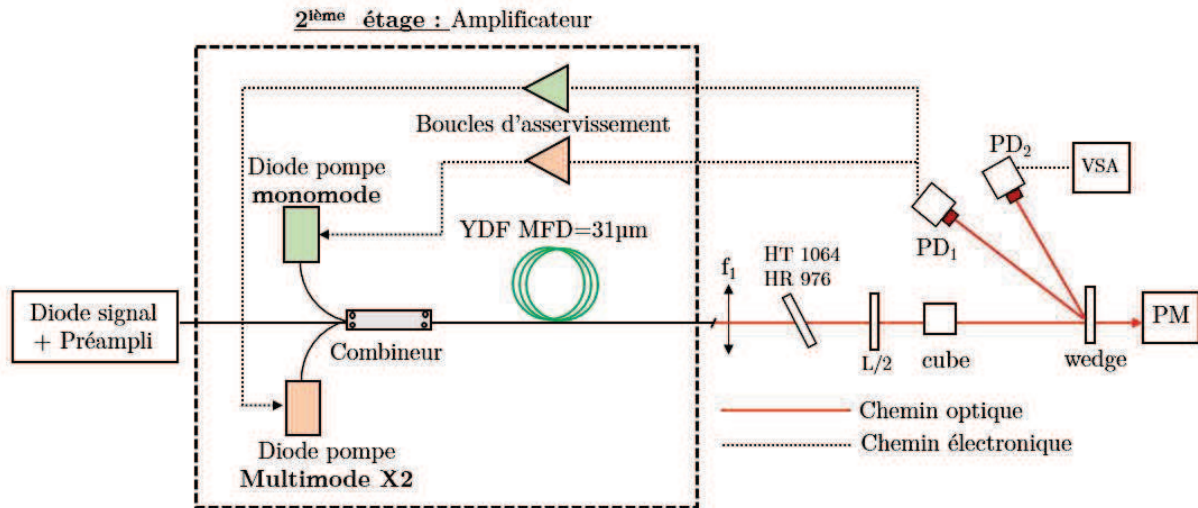 2ième étage : Amplificateur
Boucles d'asservissement
Diode pompe
monomode
YDF MFD=31µm
Diode signal
+ Préampli
Combineur
Diode pompe
Multimode X2
f1
HT 1064
HR 976
L/2
cube
PD1
PD2
VSA
wedge
PM
Chemin optique
Chemin électronique